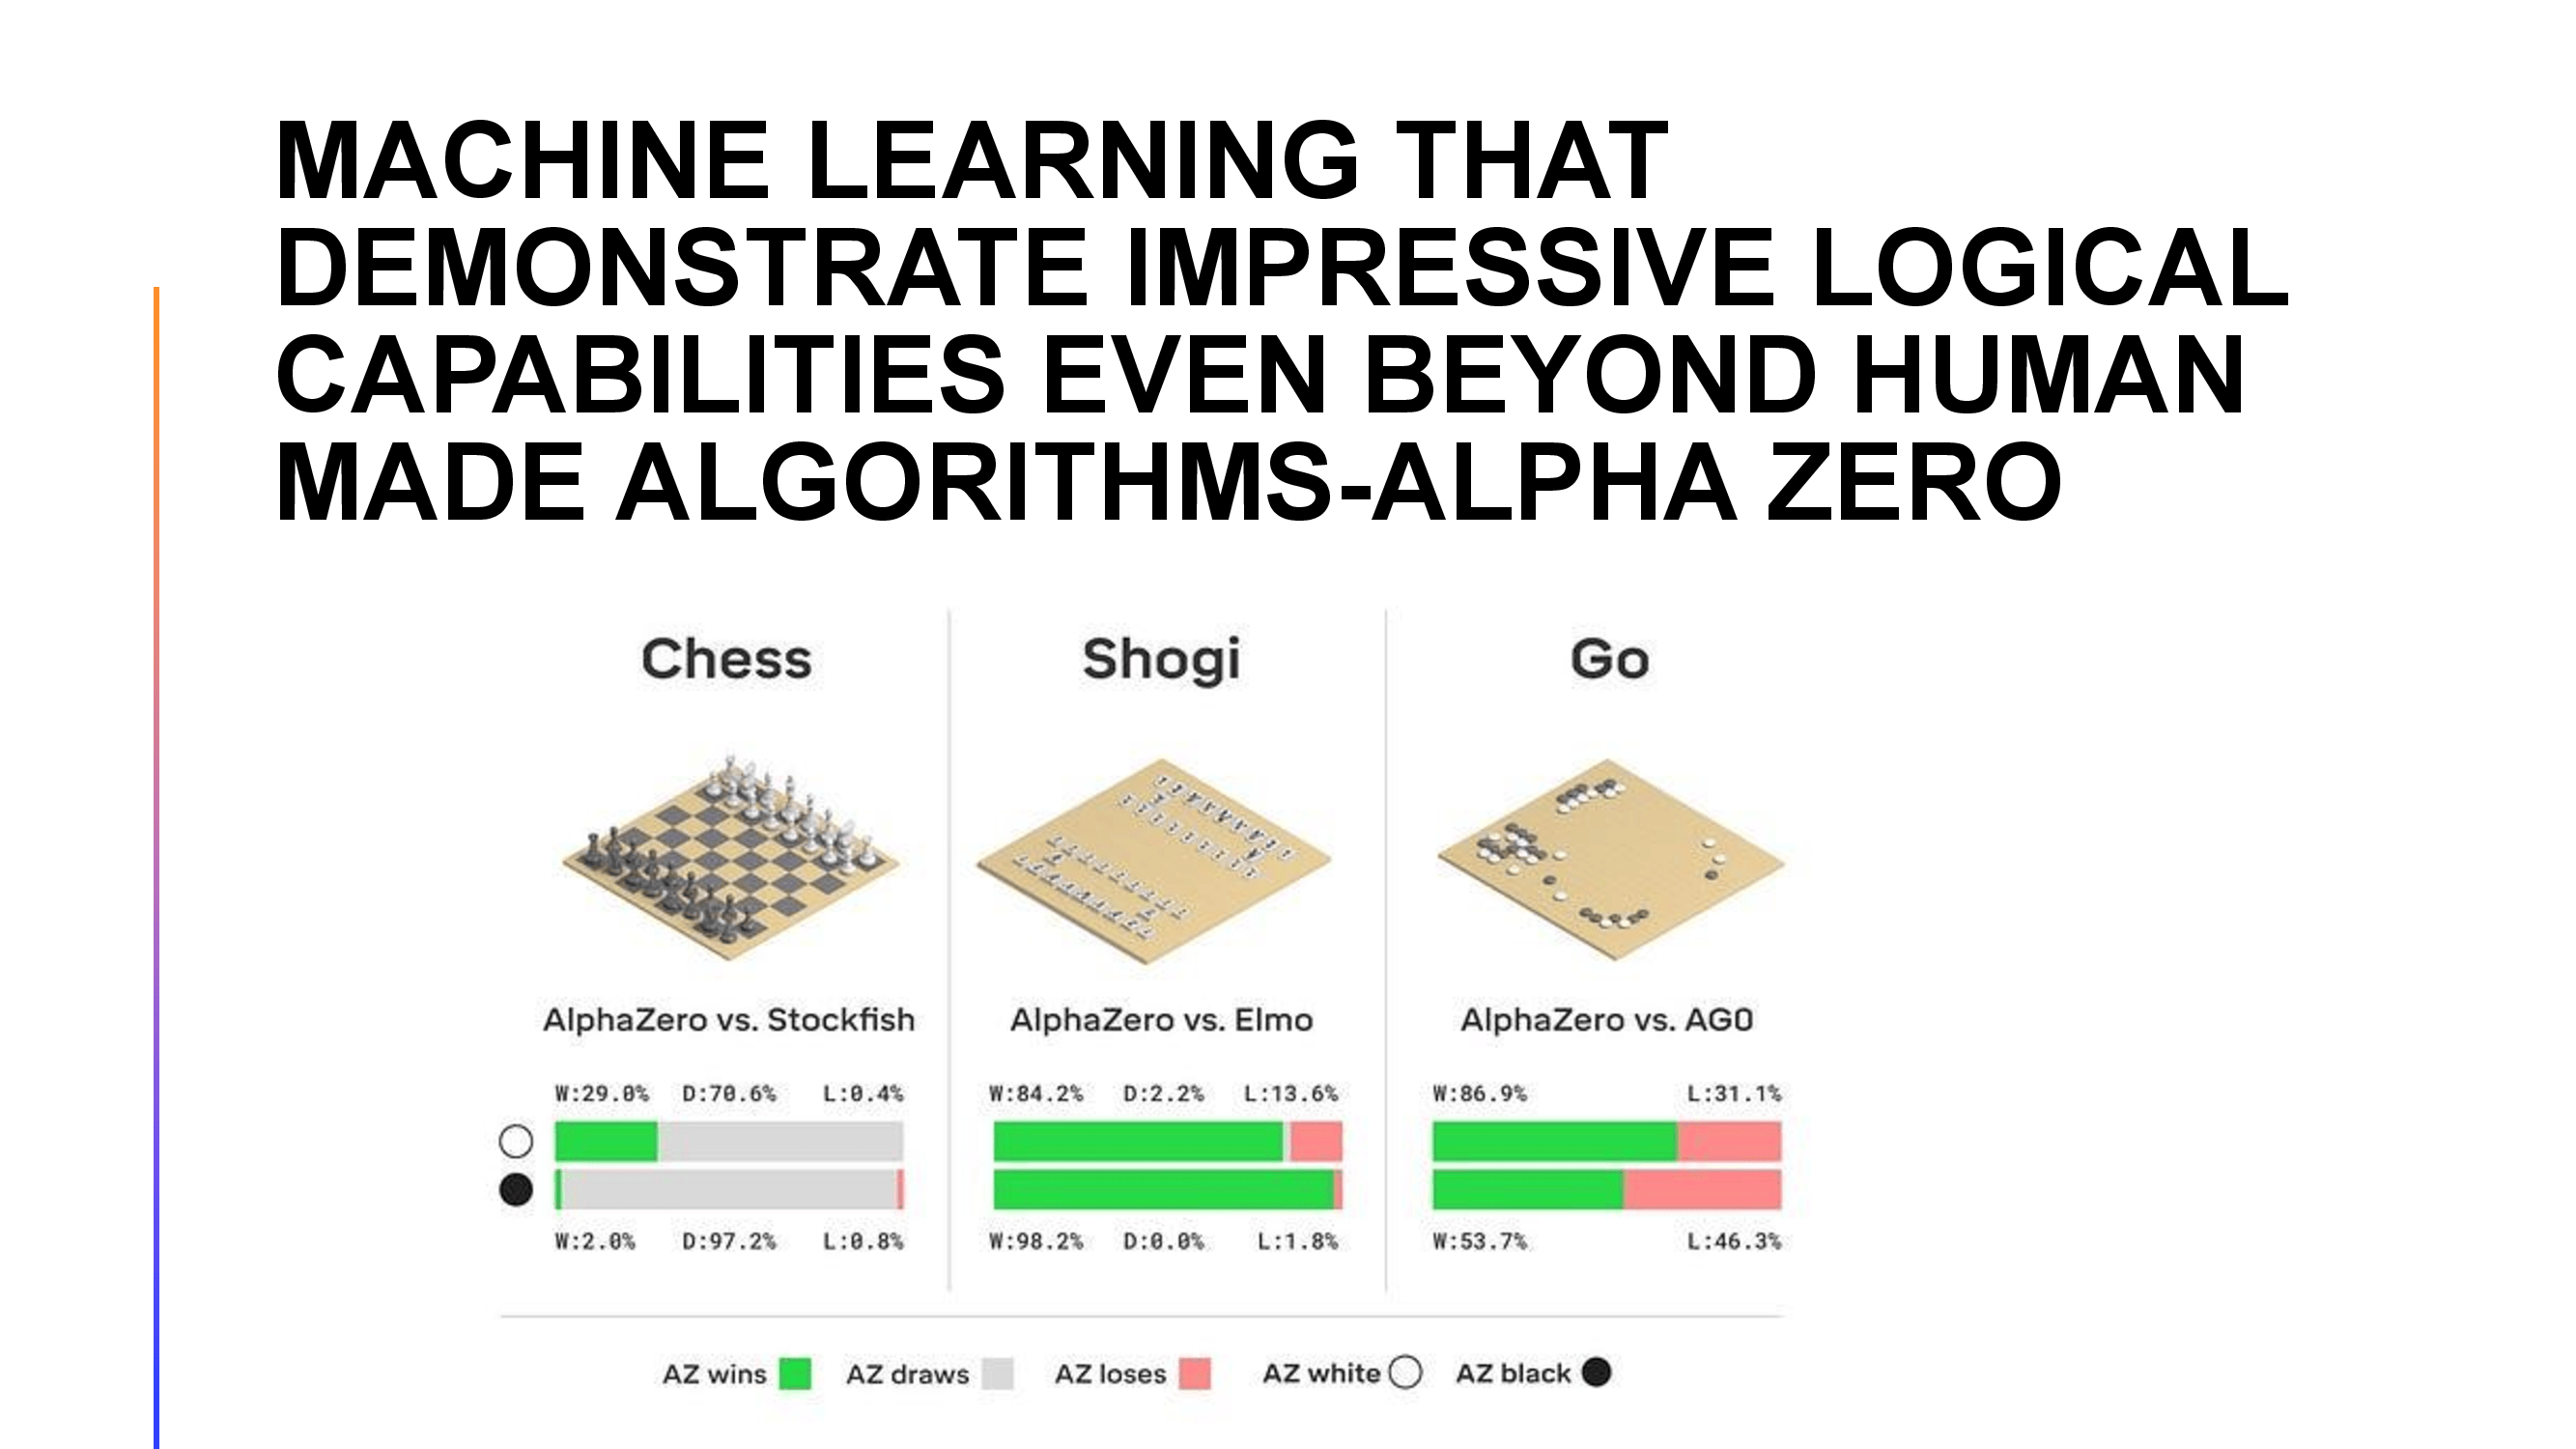 MACHINE LEARNING THAT
DEMONSTRATE IMPRESSIVE LOGICAL
CAPABILITIES EVEN BEYOND HUMAN
MADE ALGORITHMS-ALPHA ZERO
Chess
Shogi
Go
AlphaZero vs. Stockfish
AlphaZero vs. Elmo
AlphaZero vs. AG0
W:29.0% D:70.6% L:0.4%
W:84.2% D:2.2% L:13.6%
W:86.9% L:31.1%
W:2.0% D:97.2% L:0.8%
W:98.2% D:0.0% L:1.8%
W:53.7% L:46.3%
AZ wins AZ draws AZ loses AZ white AZ black